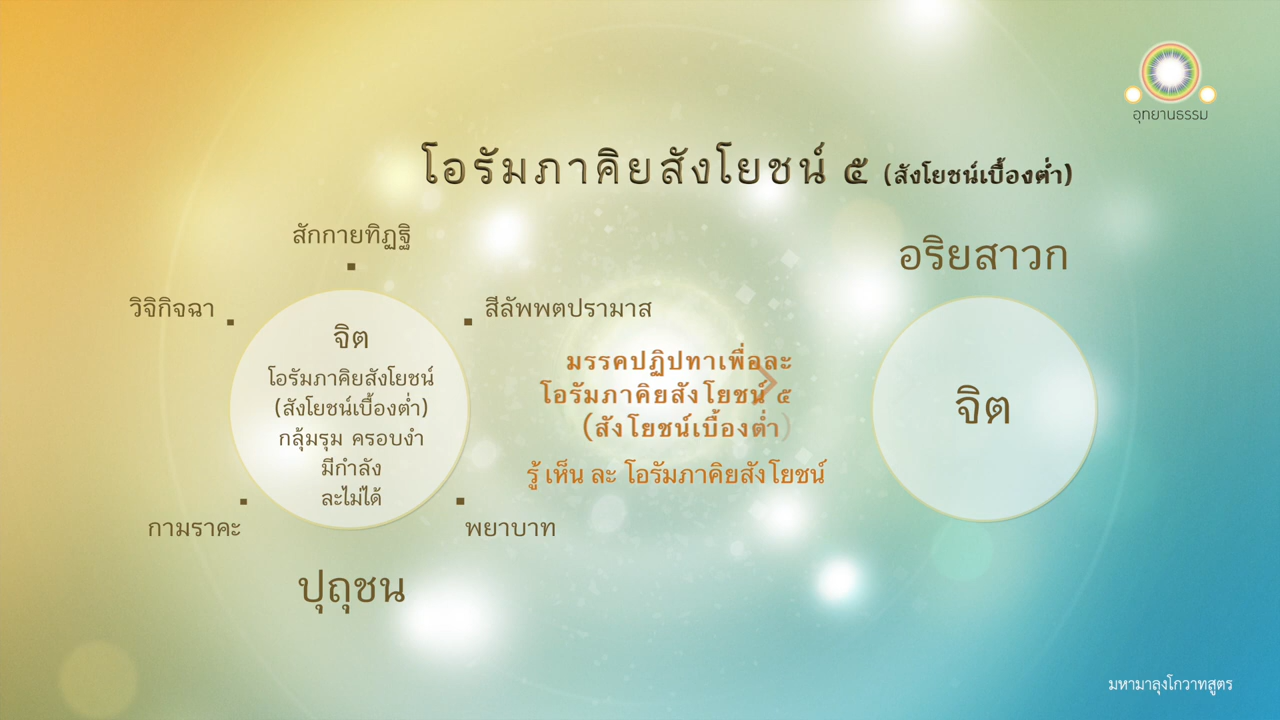 อุทยานธรรม
โอรัมภาคิยสังโยชน์ ๕ (สังโยชน์เบื้องต่ำ)
สักกายทิฏฐิ
อริยสาวก
วิจิกิจฉา
สีลัพพตปรามาส
จิต
โอรัมภาคิยสังโยชน์
(สังโยชน์เบื้องต่ำ)
กลุ้มรุม ครอบงำ
มีกำลัง
ละไม่ได้
มรรคปฏิปทาเพื่อละ
โอรัมภาคิยสังโยชน์ ๕
(สังโยชน์เบื้องต่ำ)
รู้ เห็น ละ โอรัมภาคิยสังโยชน์
จิต
กามราคะ
พยาบาท
ปุถุชน
มหามาลุงโกวาทสูตร